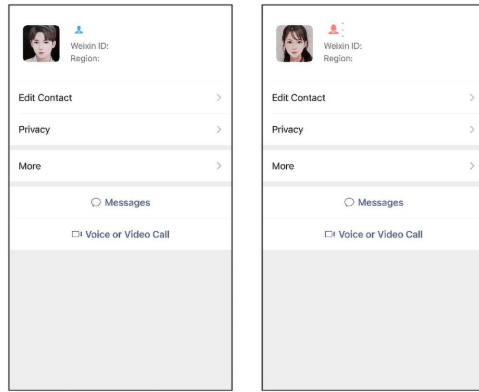 Weixin ID:
Region:
Edit Contact
Privacy
More
Messages
Voice or Video Call
Weixin ID:
Region:
Edit Contact
Privacy
More
Messages
Voice or Video Call